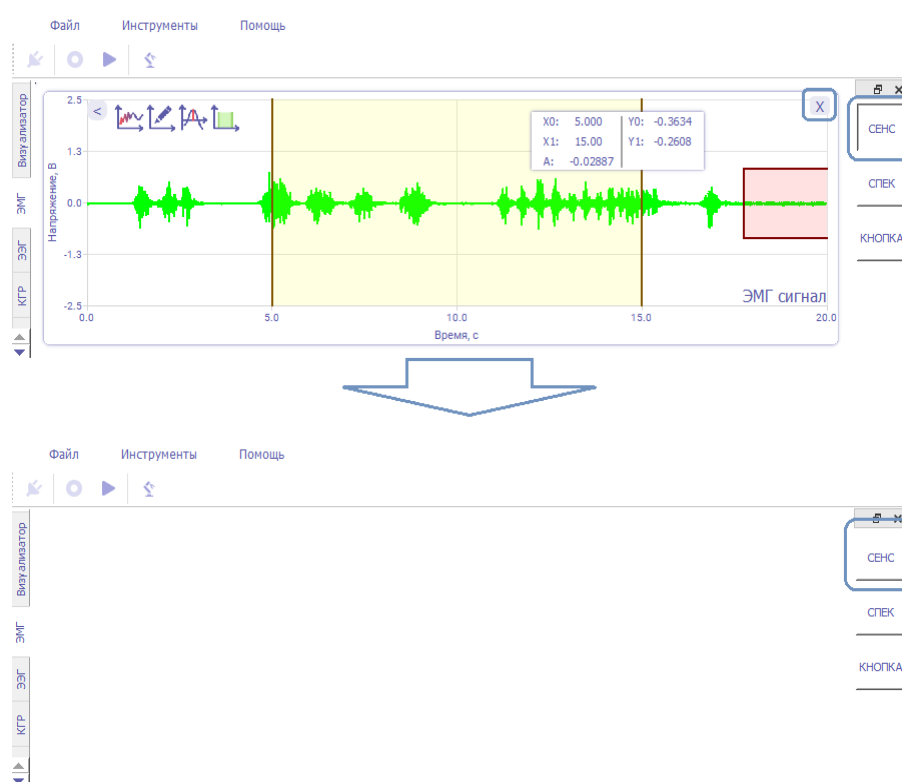 Файл Инструменты Помощь
Визуализатор
ЭМГ
ЭЭГ
КГР
<
X
X0: 5.000 Y0: -0.3634
X1: 15.00 Y1: -0.2608
A: -0.02887
2.5
1.3
0.0
-1.3
-2.5
Напряжение, В
ЭМГ сигнал
0.0 5.0 10.0 15.0 20.0
Время, с
СЕНС
СПЕК
КНОПКА
Файл Инструменты Помощь
Визуализатор
ЭМГ
ЭЭГ
КГР
СЕНС
СПЕК
КНОПКА